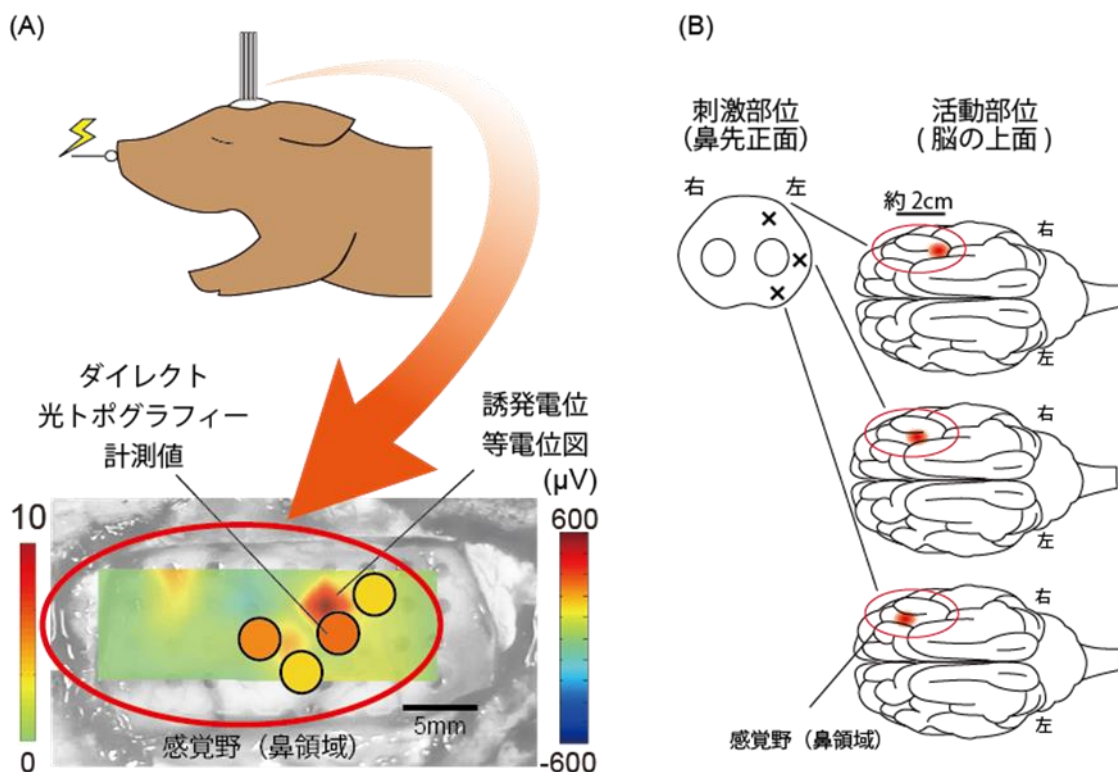 (A)
ダイレクト
光トポグラフィー
計測値
誘発電位
等電位図
(μV)
10
0
600
-600
5mm
感覚野（鼻領域）
(B)
刺激部位
（鼻先正面）
活動部位
( 脳の上面 )
右
左
約 2cm
右
左
右
左
右
左
感覚野（鼻領域）